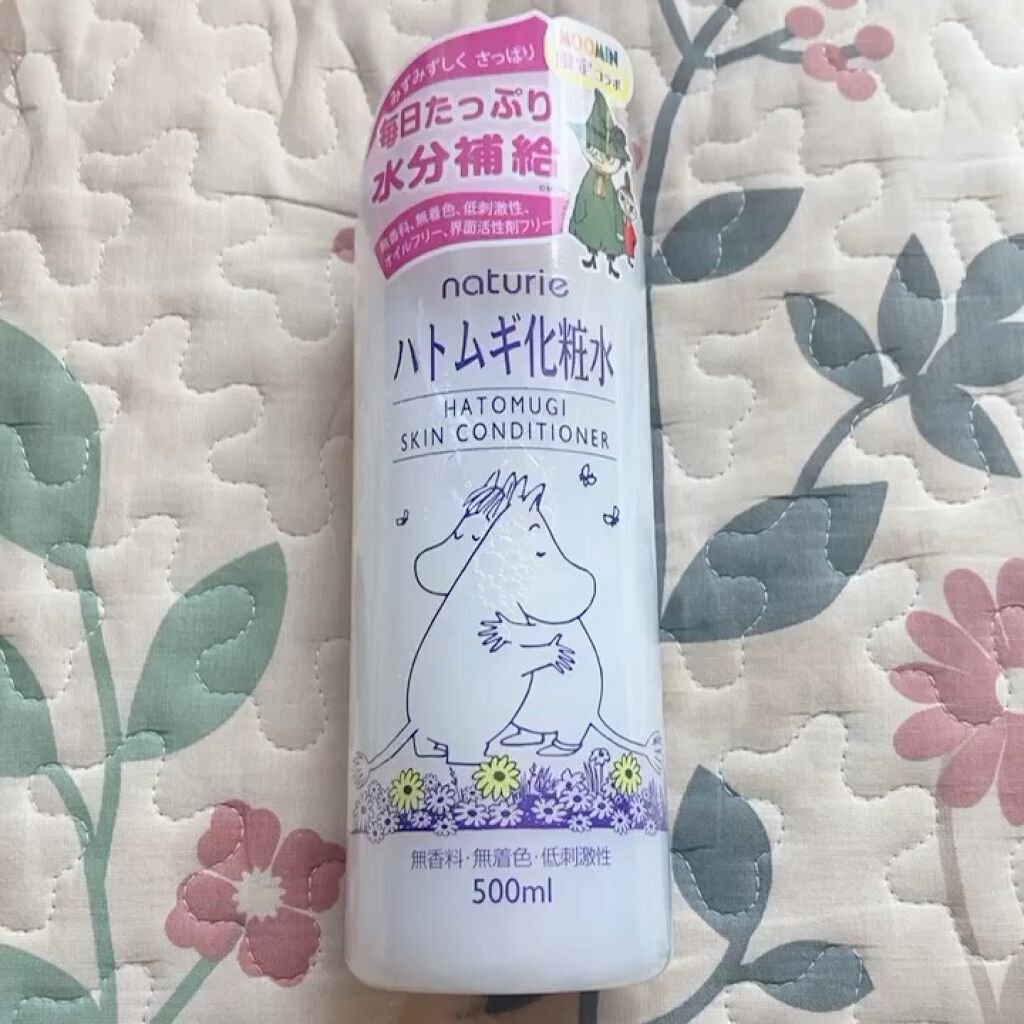 みずみずしく さっぱり
毎日たっぷり
水分補給
無香料、無着色、低刺激性、
オイルフリー、界面活性剤フリー
MOOMIN
限定コラボ
naturie
ハトムギ化粧水
HATOMUGI
SKIN CONDITIONER
無香料・無着色・低刺激性
500ml